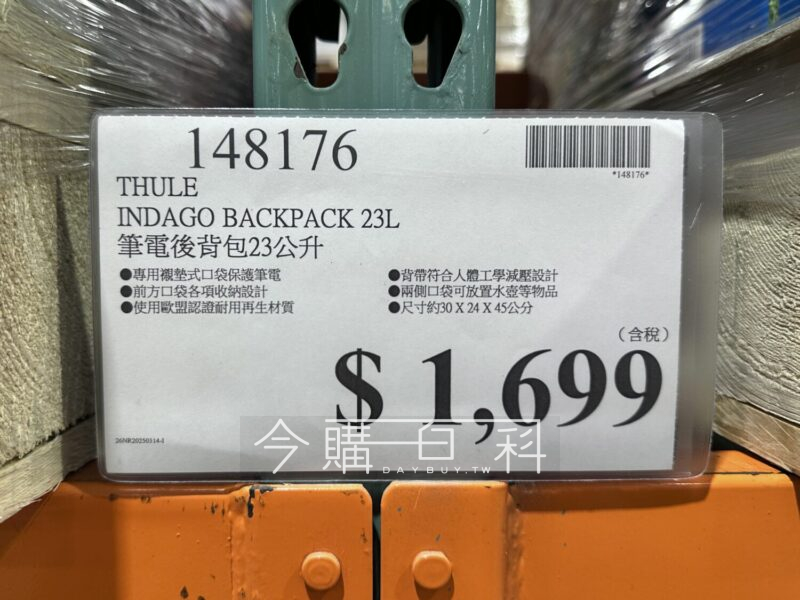 148176
*148176*
THULE
INDAGO BACKPACK 23L
筆電後背包23公升
●專用襯墊式口袋保護筆電
●前方口袋各項收納設計
●使用歐盟認證耐用再生材質
●背帶符合人體工學減壓設計
●兩側口袋可放置水壺等物品
●尺寸約30 X 24 X 45公分
（含稅）
$ 1,699
26NR20250314-I
今購百科
DAYBUY.TW